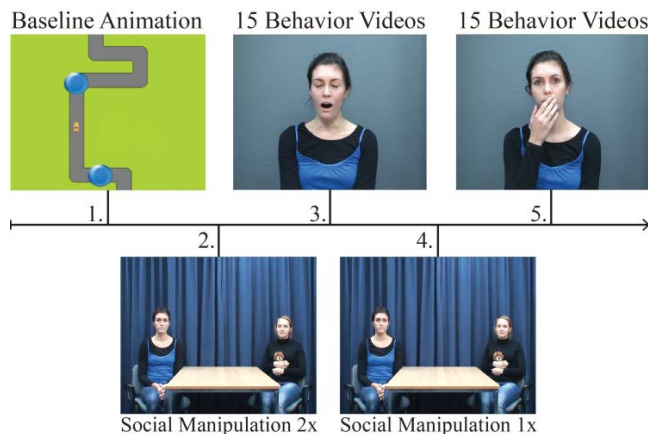 Baseline Animation
15 Behavior Videos
15 Behavior Videos
1.
3.
5.
2.
4.
Social Manipulation 2x
Social Manipulation 1x